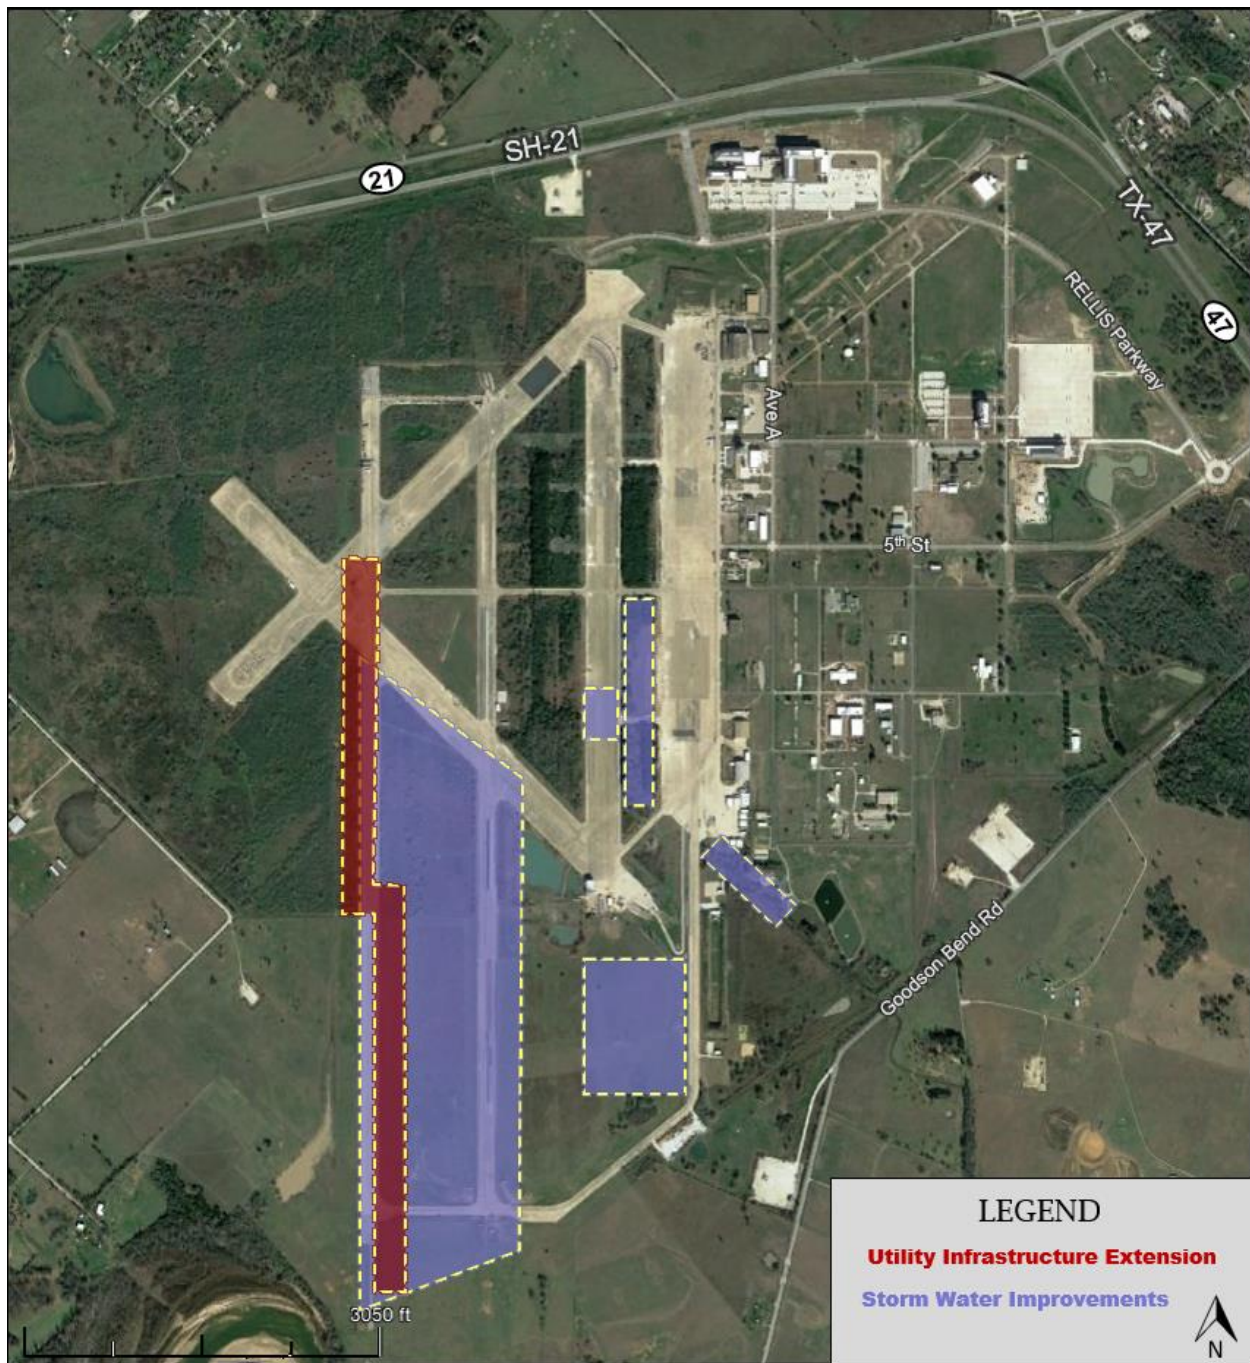 SH-21
21
TX-47
47
RELLIS Parkway
Ave A
5th St
Goodson Bend Rd
LEGEND
Utility Infrastructure Extension
Storm Water Improvements
3050 ft
N